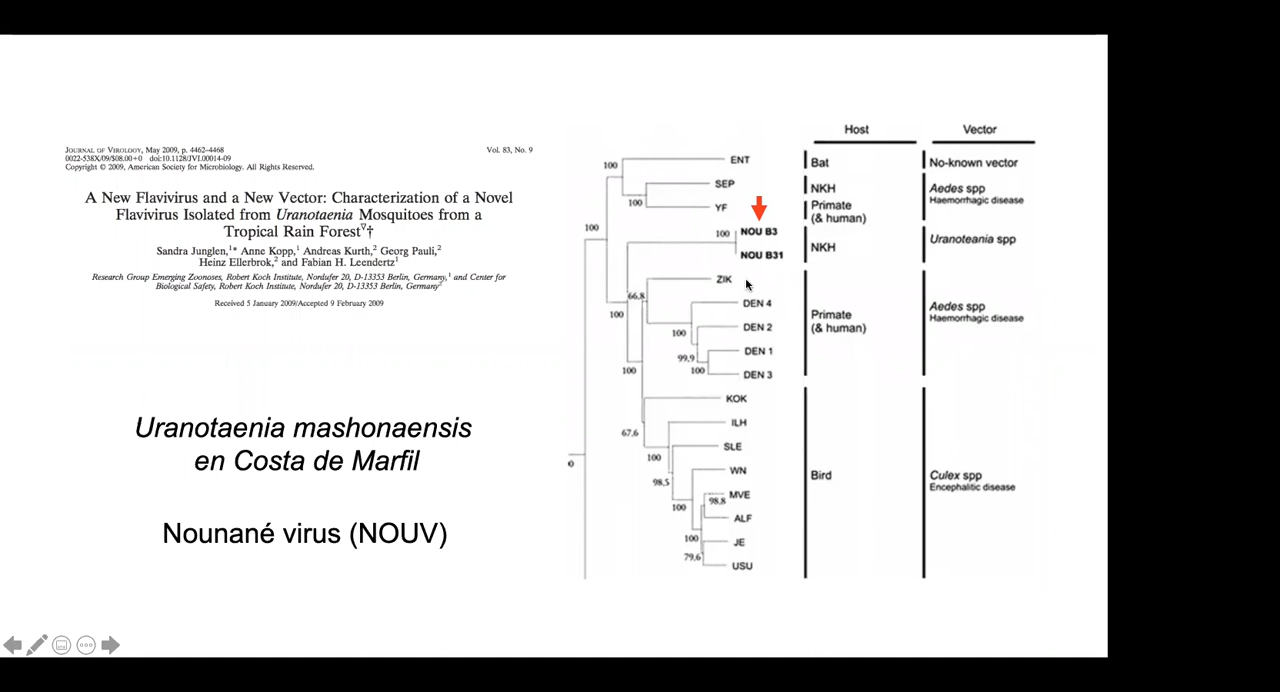 JOURNAL OF VIROLOGY, May 2009, p. 4462–4468
Vol. 83, No. 9
0022-538X/09/$08.00+0 doi:10.1128/JVI.00014-09
Copyright © 2009, American Society for Microbiology. All Rights Reserved.
A New Flavivirus and a New Vector: Characterization of a Novel
Flavivirus Isolated from Uranotaenia Mosquitoes from a
Tropical Rain Forest▽†
Sandra Junglen,1* Anne Kopp,1 Andreas Kurth,2 Georg Pauli,2
Heinz Ellerbrok,2 and Fabian H. Leendertz1
Research Group Emerging Zoonoses, Robert Koch Institute, Nordufer 20, D-13353 Berlin, Germany,1 and Center for
Biological Safety, Robert Koch Institute, Nordufer 20, D-13353 Berlin, Germany2
Received 5 January 2009/Accepted 9 February 2009
Uranotaenia mashonaensis
en Costa de Marfil
Nounané virus (NOUV)
Host
Vector
100
ENT
Bat
No-known vector
SEP
NKH
Aedes spp
Haemorrhagic disease
100
YF
Primate
(& human)
100
100
NOU B3
NOU B31
NKH
Uranoteania spp
ZIK
66,8
100
DEN 4
100
DEN 2
99,9
DEN 1
100
100
DEN 3
Primate
(& human)
Aedes spp
Haemorrhagic disease
KOK
ILH
67,6
SLE
100
WN
98,5
MVE
98,8
100
ALF
100
JE
79,6
USU
0
Bird
Culex spp
Encephalitic disease